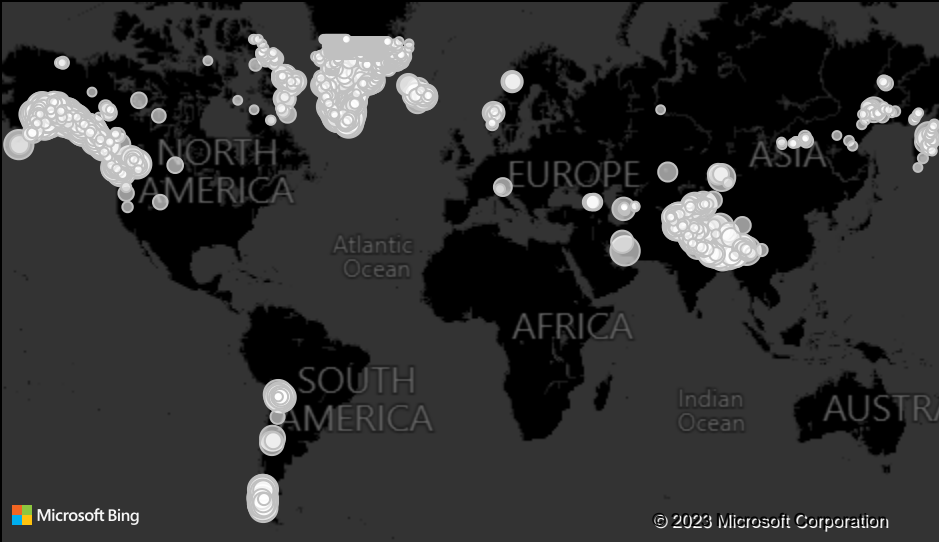 NORTH
AMERICA
EUROPE
ASIA
Atlantic
Ocean
AFRICA
SOUTH
AMERICA
Indian
Ocean
AUSTRA
Microsoft Bing
© 2023 Microsoft Corporation